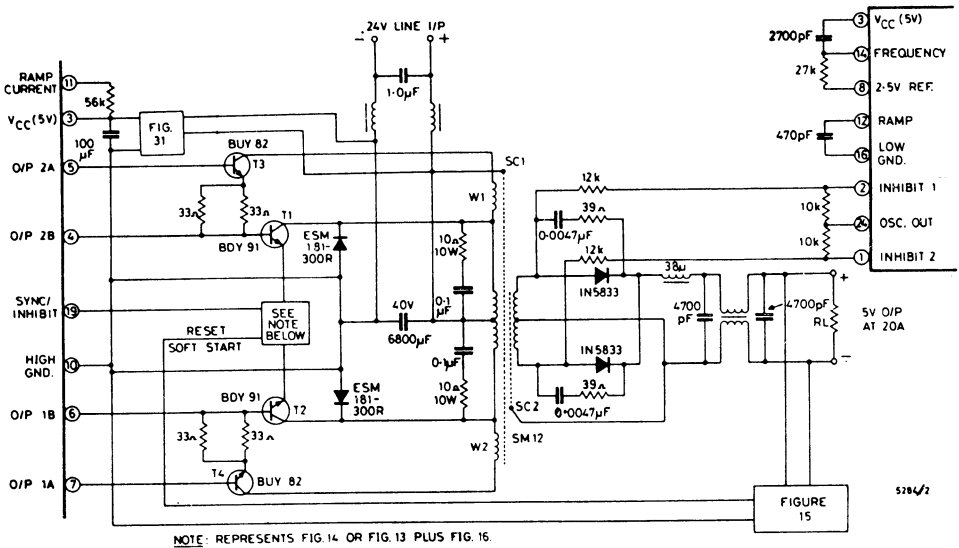 24V LINE I/P
- +
1·0µF
RAMP
CURRENT
11
56k
VCC (5V)
3
100
µF
FIG.
31
BUY 82
T3
O/P 2A
5
33Ω
33Ω
T1
O/P 2B
4
BDY 91
ESM
181-
300R
SYNC/
INHIBIT
19
SEE
NOTE
BELOW
RESET
SOFT START
HIGH
GND.
10
BDY 91
T2
O/P 1B
6
33Ω
33Ω
T4
O/P 1A
7
BUY 82
ESM
181-
300R
40V
6800µF
10Ω
10W
0·1
µF
0·1µF
10Ω
10W
W1
W2
SC1
SC2
SM12
12k
39Ω
0·0047µF
12k
IN5833
IN5833
39Ω
0·0047µF
38µ
4700
pF
4700pF
RL
+
-
5V O/P
AT 20A
3
VCC (5V)
2700pF
14
FREQUENCY
27k
8
2·5V REF.
12
RAMP
470pF
16
LOW
GND.
2
INHIBIT 1
10k
24
OSC. OUT
10k
1
INHIBIT 2
FIGURE
15
5284/2
NOTE: REPRESENTS FIG. 14 OR FIG. 13 PLUS FIG. 16.